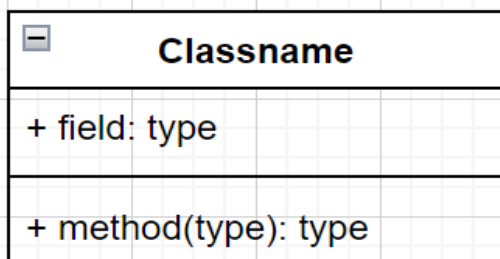 Classname
+ field: type
+ method(type): type